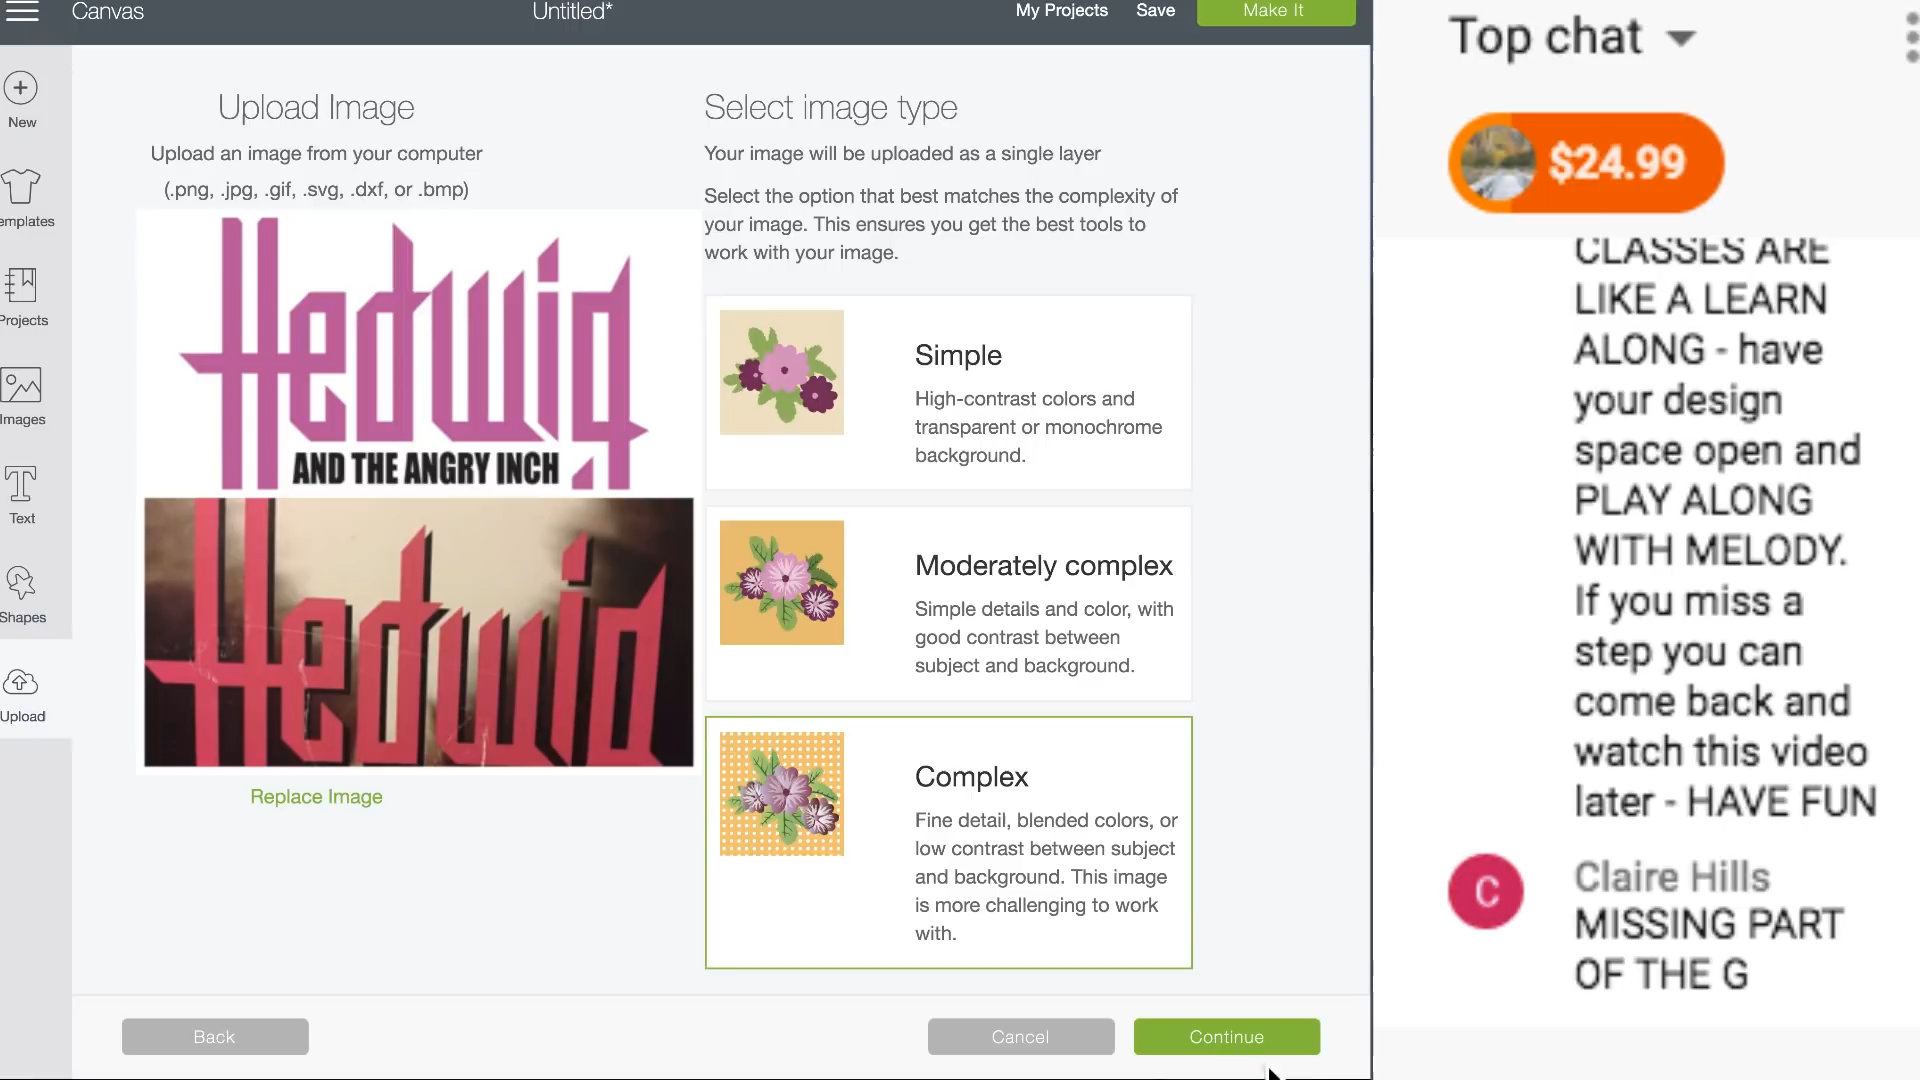 Canvas
Untitled*
My Projects
Save
Make It
New
emplates
Projects
Images
Text
Shapes
Upload
Upload Image
Upload an image from your computer
(.png, .jpg, .gif, .svg, .dxf, or .bmp)
Hedwig
AND THE ANGRY INCH
Hedwig
Replace Image
Select image type
Your image will be uploaded as a single layer
Select the option that best matches the complexity of
your image. This ensures you get the best tools to
work with your image.
Simple
High-contrast colors and
transparent or monochrome
background.
Moderately complex
Simple details and color, with
good contrast between
subject and background.
Complex
Fine detail, blended colors, or
low contrast between subject
and background. This image
is more challenging to work
with.
Back
Cancel
Continue
Top chat
$24.99
CLASSES ARE
LIKE A LEARN
ALONG - have
your design
space open and
PLAY ALONG
WITH MELODY.
If you miss a
step you can
come back and
watch this video
later - HAVE FUN
C
Claire Hills
MISSING PART
OF THE G